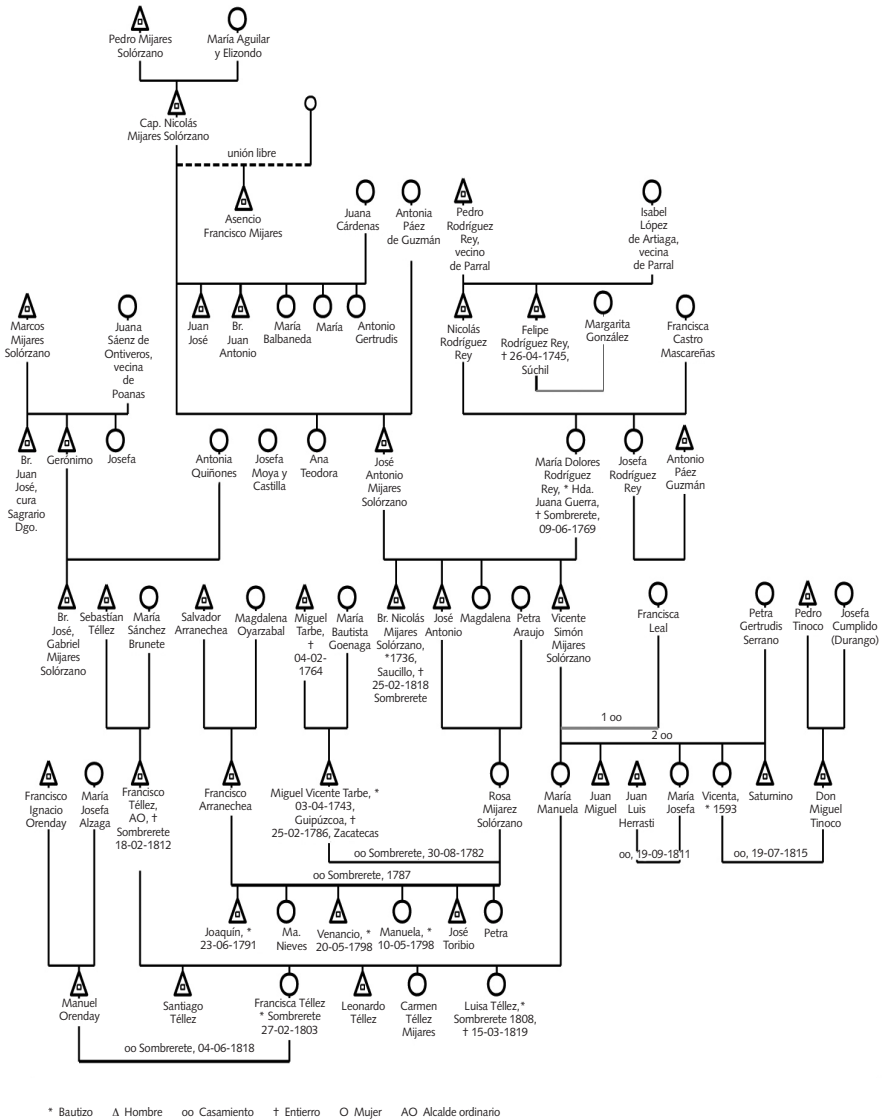 Pedro Mijares
Solórzano
María Aguilar
y Elizondo
Cap. Nicolás
Mijares Solórzano
unión libre
Asencio
Francisco Mijares
Juana
Cárdenas
Antonia
Páez
de Guzmán
Pedro
Rodríguez
Rey,
vecino
de Parral
Isabel
López
de Artiaga,
vecina
de Parral
Marcos
Mijares
Solórzano
Juana
Sáenz de
Ontiveros,
vecina
de
Poanas
Juan
José
Br.
Juan
Antonio
María
Balbaneda
María
Antonio
Gertrudis
Nicolás
Rodríguez
Rey
Felipe
Rodríguez Rey,
† 26-04-1745,
Súchil
Margarita
González
Francisca
Castro
Mascareñas
Br.
Juan
José,
cura
Sagrario
Dgo.
Gerónimo
Josefa
Antonia
Quiñones
Josefa
Moya y
Castilla
Ana
Teodora
José
Antonio
Mijares
Solórzano
María Dolores
Rodríguez
Rey, * Hda.
Juana Guerra,
† Sombrerete,
09-06-1769
Josefa
Rodríguez
Rey
Antonio
Páez
Guzmán
Br.
José,
Gabriel
Mijares
Solórzano
Sebastían
Téllez
María
Sánchez
Brunete
Salvador
Arranechea
Magdalena
Oyarzabal
Miguel
Tarbe,
†
04-02-
1764
María
Bautista
Goenaga
Br. Nicolás
Mijares
Solórzano,
*1736,
Saucillo, †
25-02-1818
Sombrerete
José
Antonio
Magdalena
Petra
Araujo
Vicente
Simón
Mijares
Solórzano
Francisca
Leal
Petra
Gertrudis
Serrano
Pedro
Tinoco
Josefa
Cumplido
(Durango)
1 oo
2 oo
Francisco
Ignacio
Orenday
María
Josefa
Alzaga
Francisco
Téllez,
AO, †
Sombrerete
18-02-1812
Francisco
Arranechea
Miguel Vicente Tarbe, *
03-04-1743,
Guipúzcoa, †
25-02-1786, Zacatecas
Rosa
Mijarez
Solórzano
María
Manuela
Juan
Miguel
Juan
Luis
Herrasti
María
Josefa
Vicenta,
* 1593
Saturnino
Don
Miguel
Tinoco
oo Sombrerete, 30-08-1782
oo, 19-09-1811
oo, 19-07-1815
oo Sombrerete, 1787
Joaquín, *
23-06-1791
Ma.
Nieves
Venancio, *
20-05-1798
Manuela, *
10-05-1798
José
Toribio
Petra
Manuel
Orenday
Santiago
Téllez
Francisca Téllez
* Sombrerete
27-02-1803
Leonardo
Téllez
Carmen
Téllez
Mijares
Luisa Téllez,*
Sombrerete 1808,
† 15-03-1819
oo Sombrerete, 04-06-1818
* Bautizo Δ Hombre oo Casamiento † Entierro O Mujer AO Alcalde ordinario